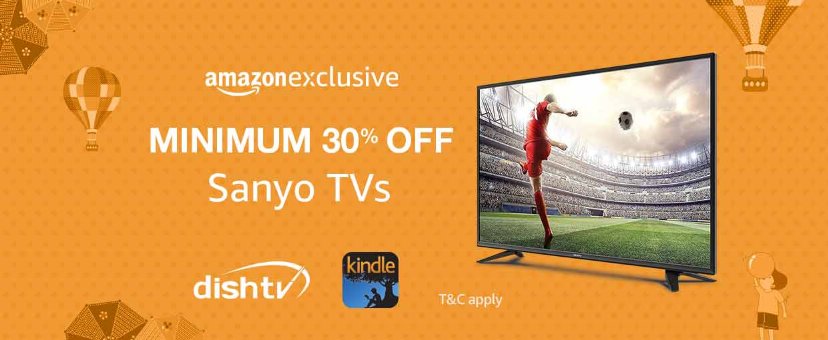 amazonexclusive
MINIMUM 30% OFF
Sanyo TVs
dishtv
kindle
T&C apply